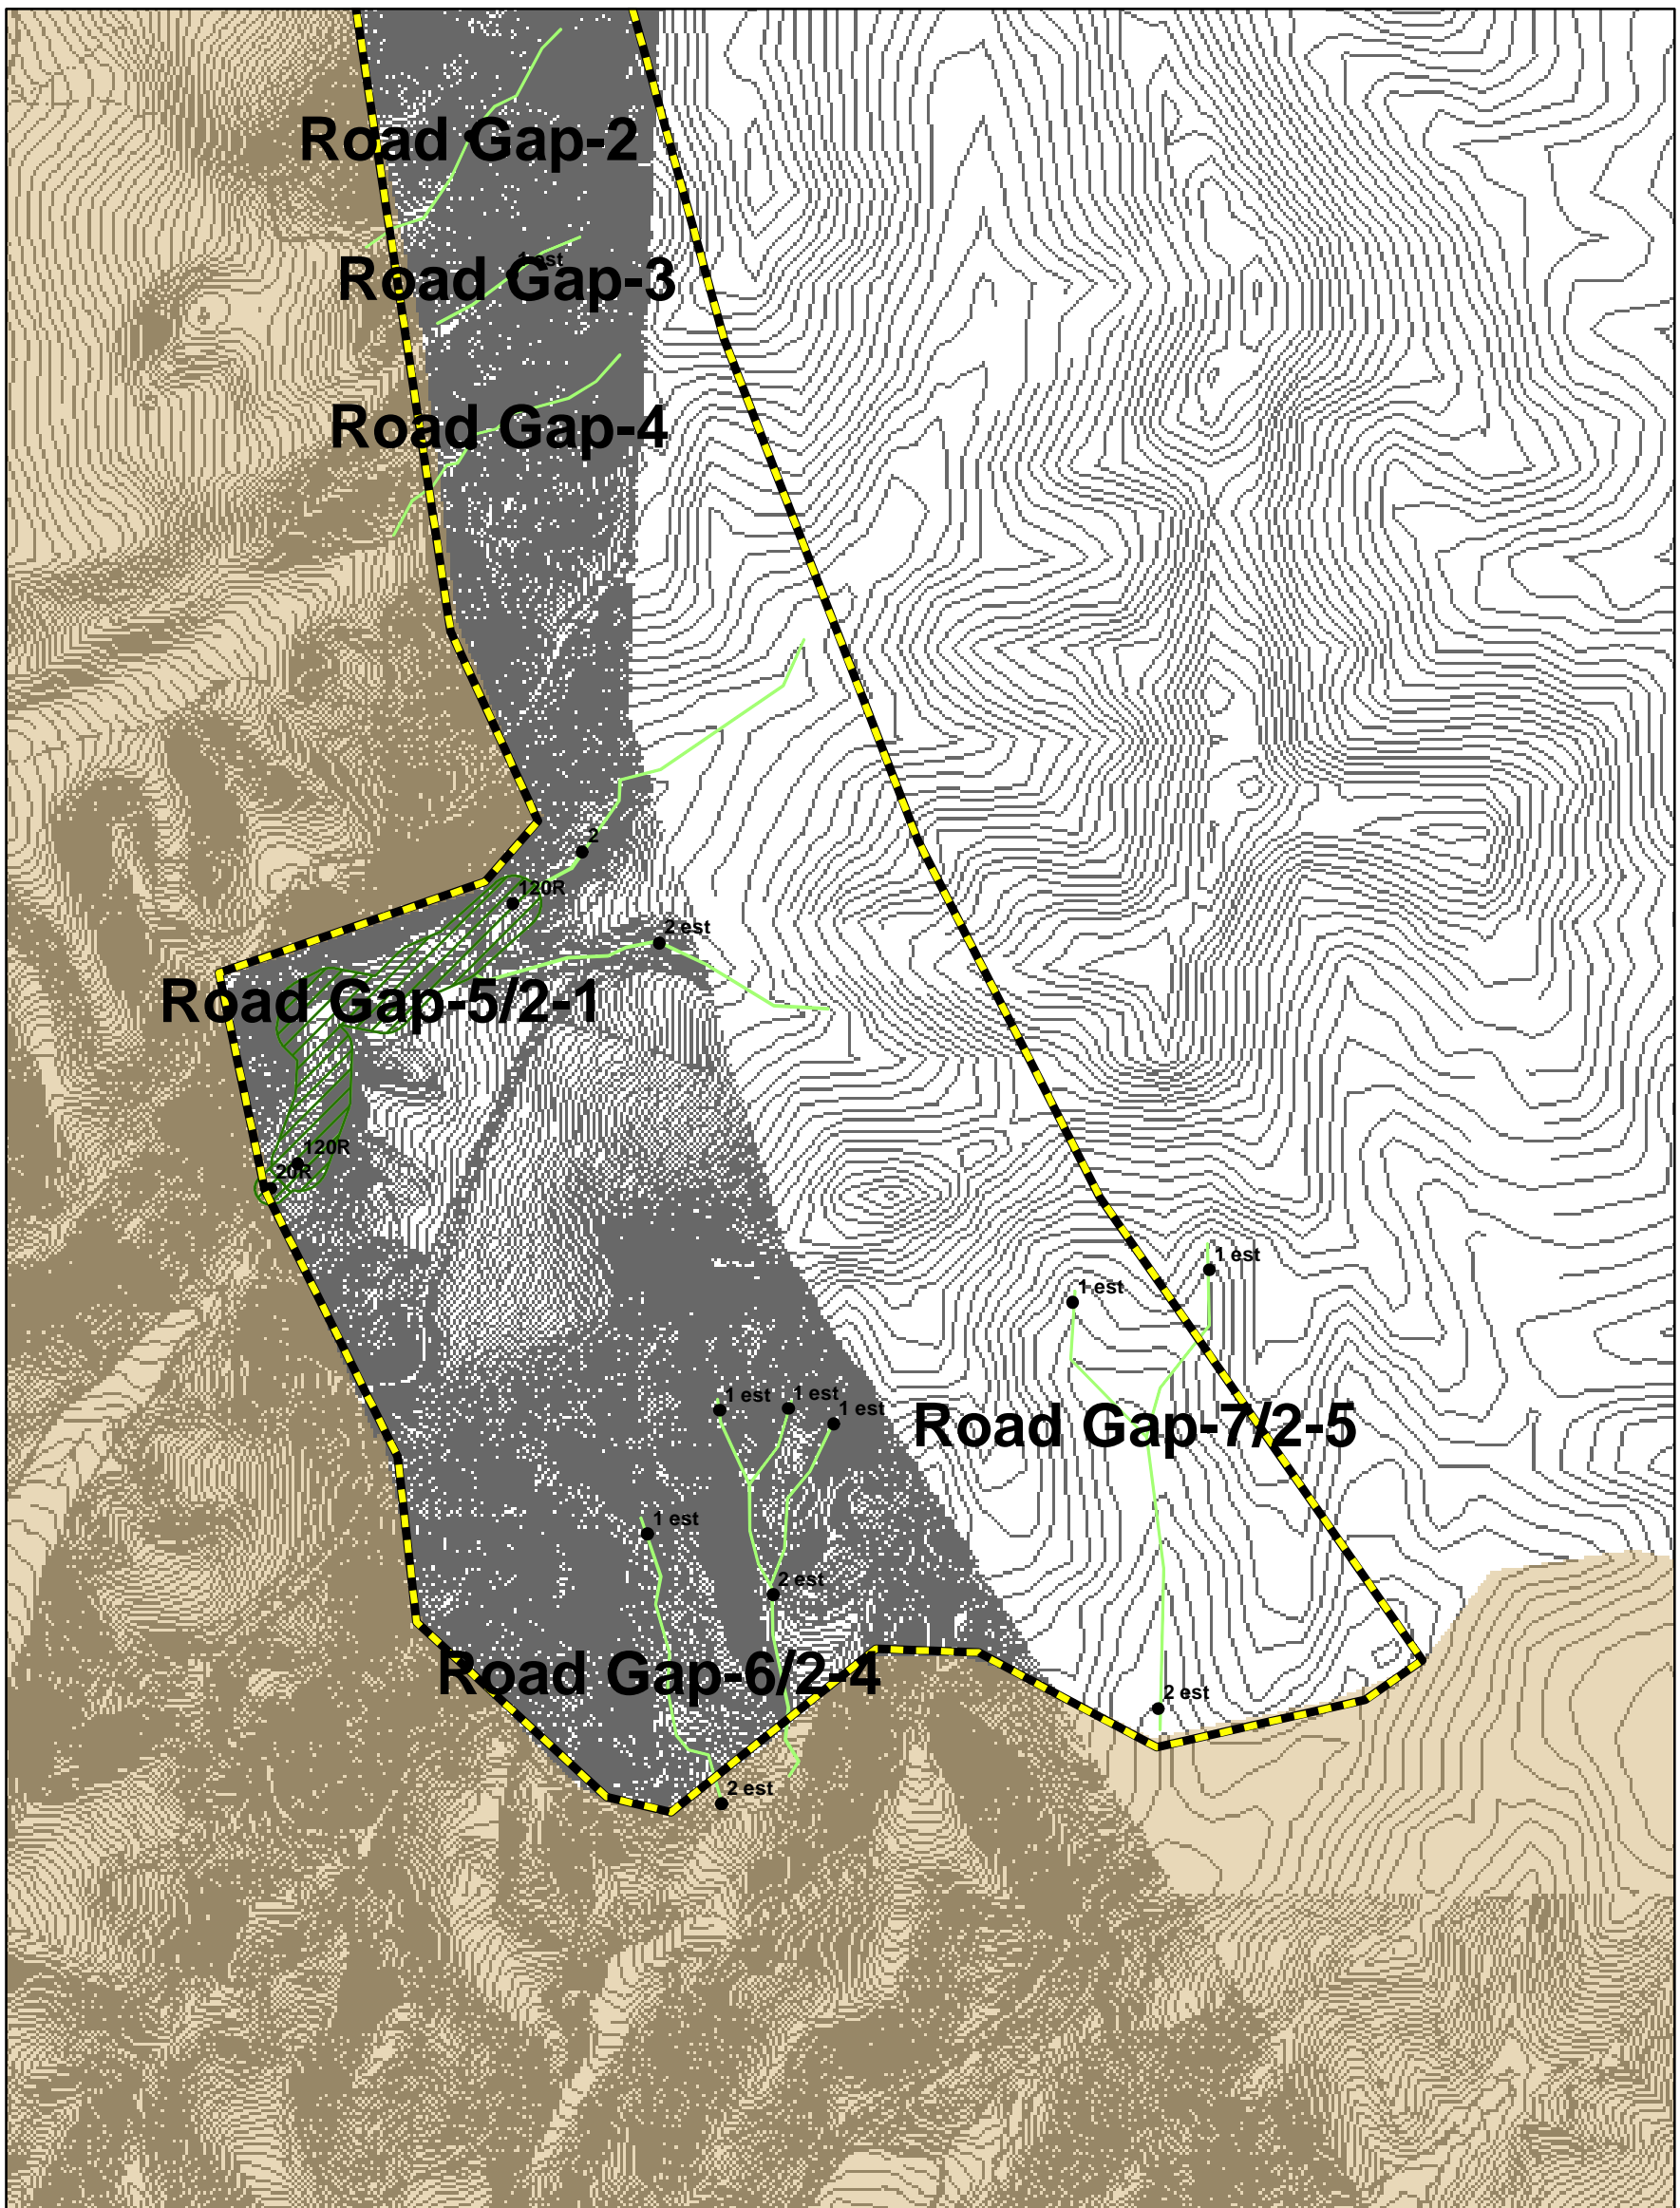 Road Gap-2
1 est
Road Gap-3
Road Gap-4
2
120R
2 est
Road Gap-5/2-1
120R
20R
1 est
1 est
1 est
1 est
1 est
Road Gap-7/2-5
1 est
2 est
Road Gap-6/2-4
2 est
2 est